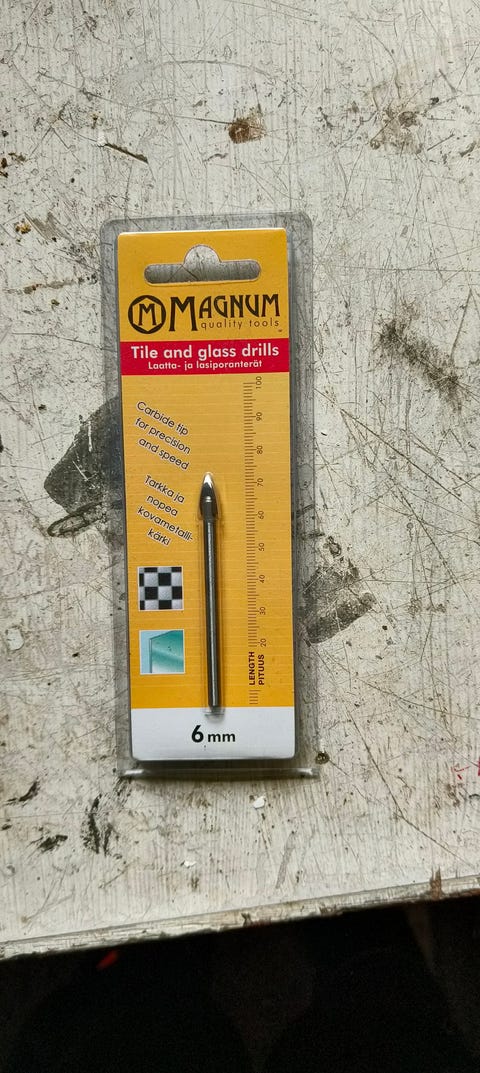 M MAGNUM
quality tools
Tile and glass drills
Laatta- ja lasiporanterät
Carbide tip
for precision
and speed
Tarkka ja
nopea
kovametalli-
kärki
100
90
80
70
60
50
40
30
20
LENGTH
PITUUS
6 mm